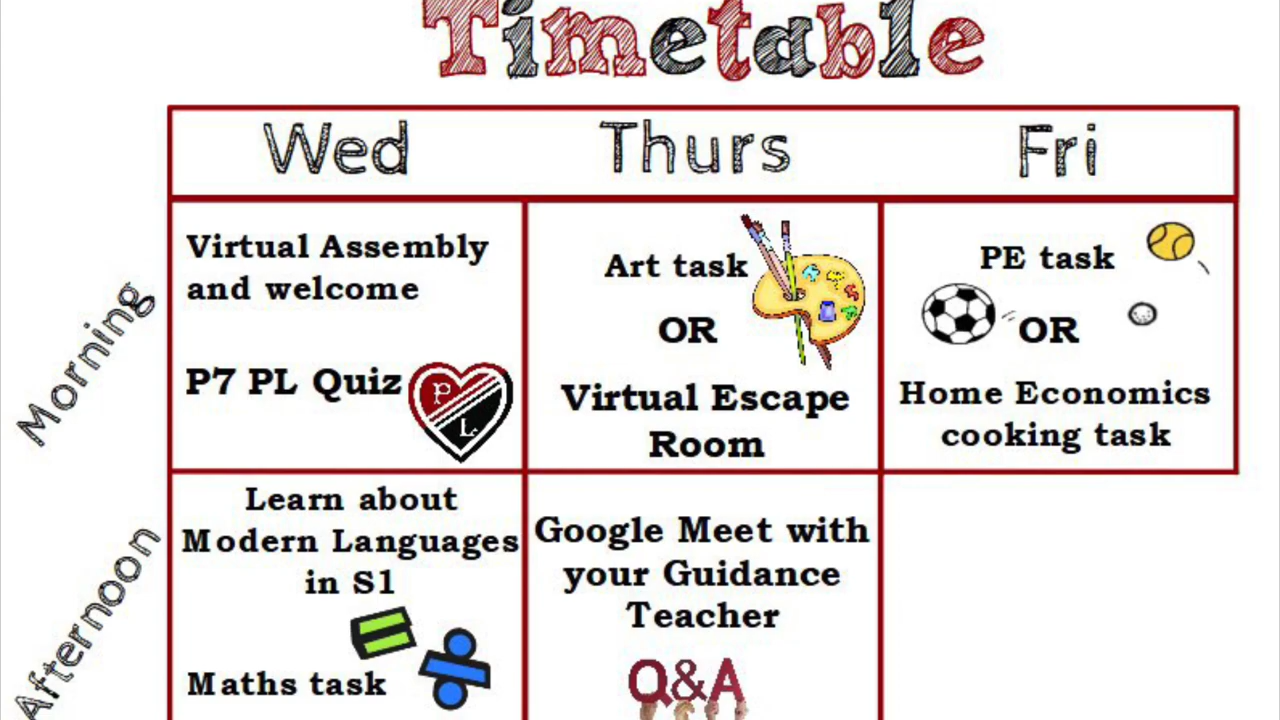 Timetable
Wed Thurs Fri
Morning
Virtual Assembly
and welcome
P7 PL Quiz
P
L
Art task
OR
Virtual Escape
Room
PE task
OR
Home Economics
cooking task
Afternoon
Learn about
Modern Languages
in S1
Maths task
Google Meet with
your Guidance
Teacher
Q&A